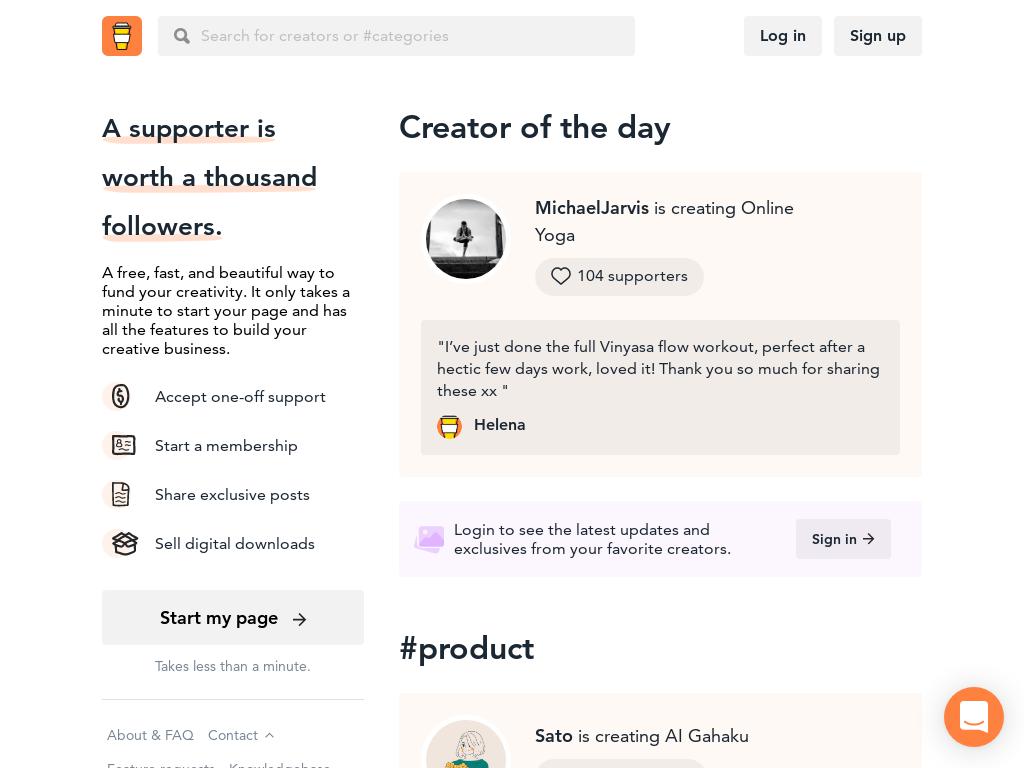 Search for creators or #categories
Log in
Sign up
A supporter is
worth a thousand
followers.
A free, fast, and beautiful way to
fund your creativity. It only takes a
minute to start your page and has
all the features to build your
creative business.
Accept one-off support
Start a membership
Share exclusive posts
Sell digital downloads
Start my page
Takes less than a minute.
About & FAQ Contact
Feature requests Knowledgebase
Creator of the day
MichaelJarvis is creating Online
Yoga
104 supporters
"I've just done the full Vinyasa flow workout, perfect after a
hectic few days work, loved it! Thank you so much for sharing
these xx "
Helena
Login to see the latest updates and
exclusives from your favorite creators.
Sign in
#product
Sato is creating AI Gahaku